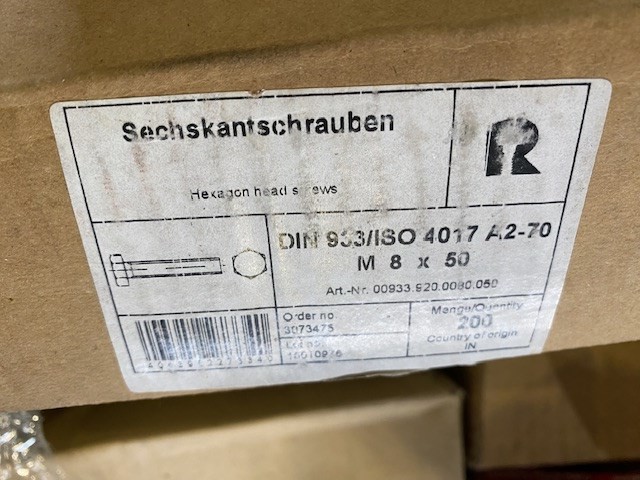 Sechskantschrauben
R
Hexagon head screws
DIN 933/ISO 4017 A2-70
M 8 x 50
Art.-Nr. 00933.920.0080.050
Order no
3073475
Menge/Quantity
200
Country of origin
IN